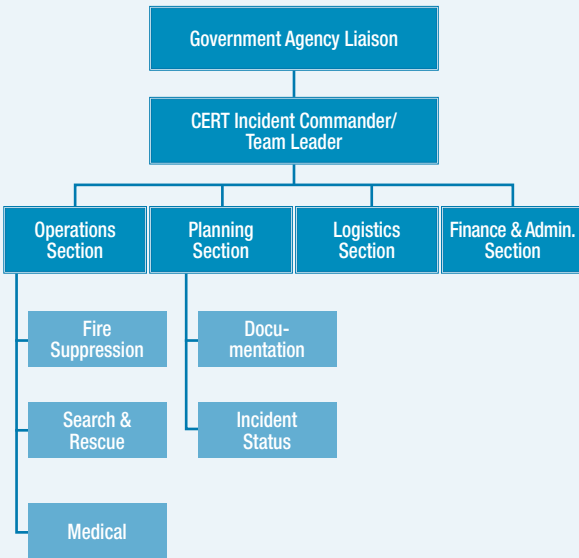 Government Agency Liaison
CERT Incident Commander/
Team Leader
Operations
Section
Planning
Section
Logistics
Section
Finance & Admin.
Section
Fire
Suppression
Docu-
mentation
Search &
Rescue
Incident
Status
Medical